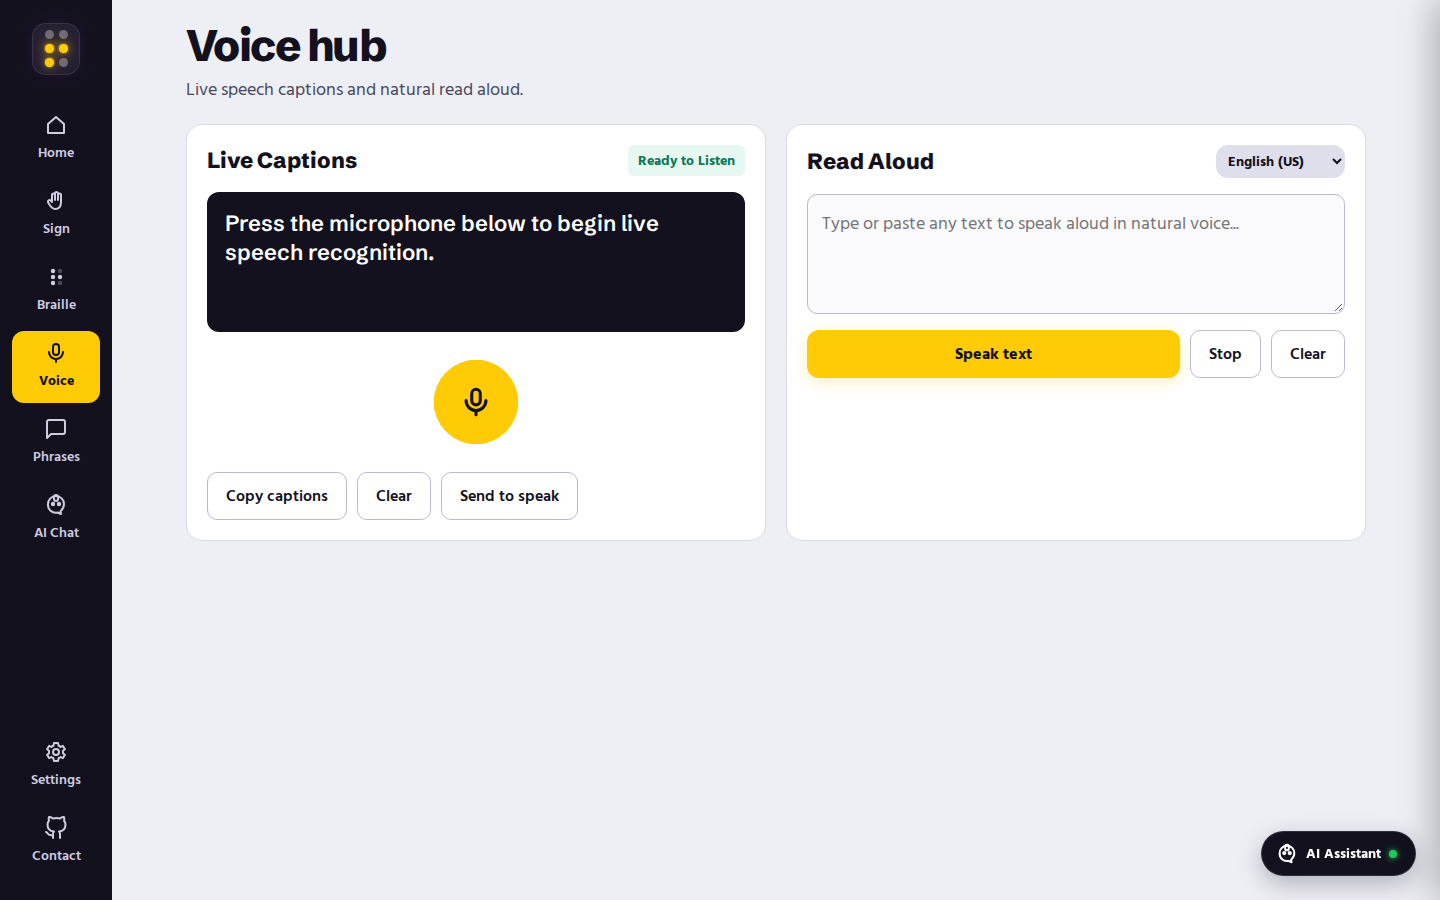 Home
Sign
Braille
Voice
Phrases
AI Chat
Settings
Contact
Voice hub
Live speech captions and natural read aloud.
Live Captions
Ready to Listen
Press the microphone below to begin live
speech recognition.
Copy captions
Clear
Send to speak
Read Aloud
English (US)
Type or paste any text to speak aloud in natural voice...
Speak text
Stop
Clear
AI Assistant